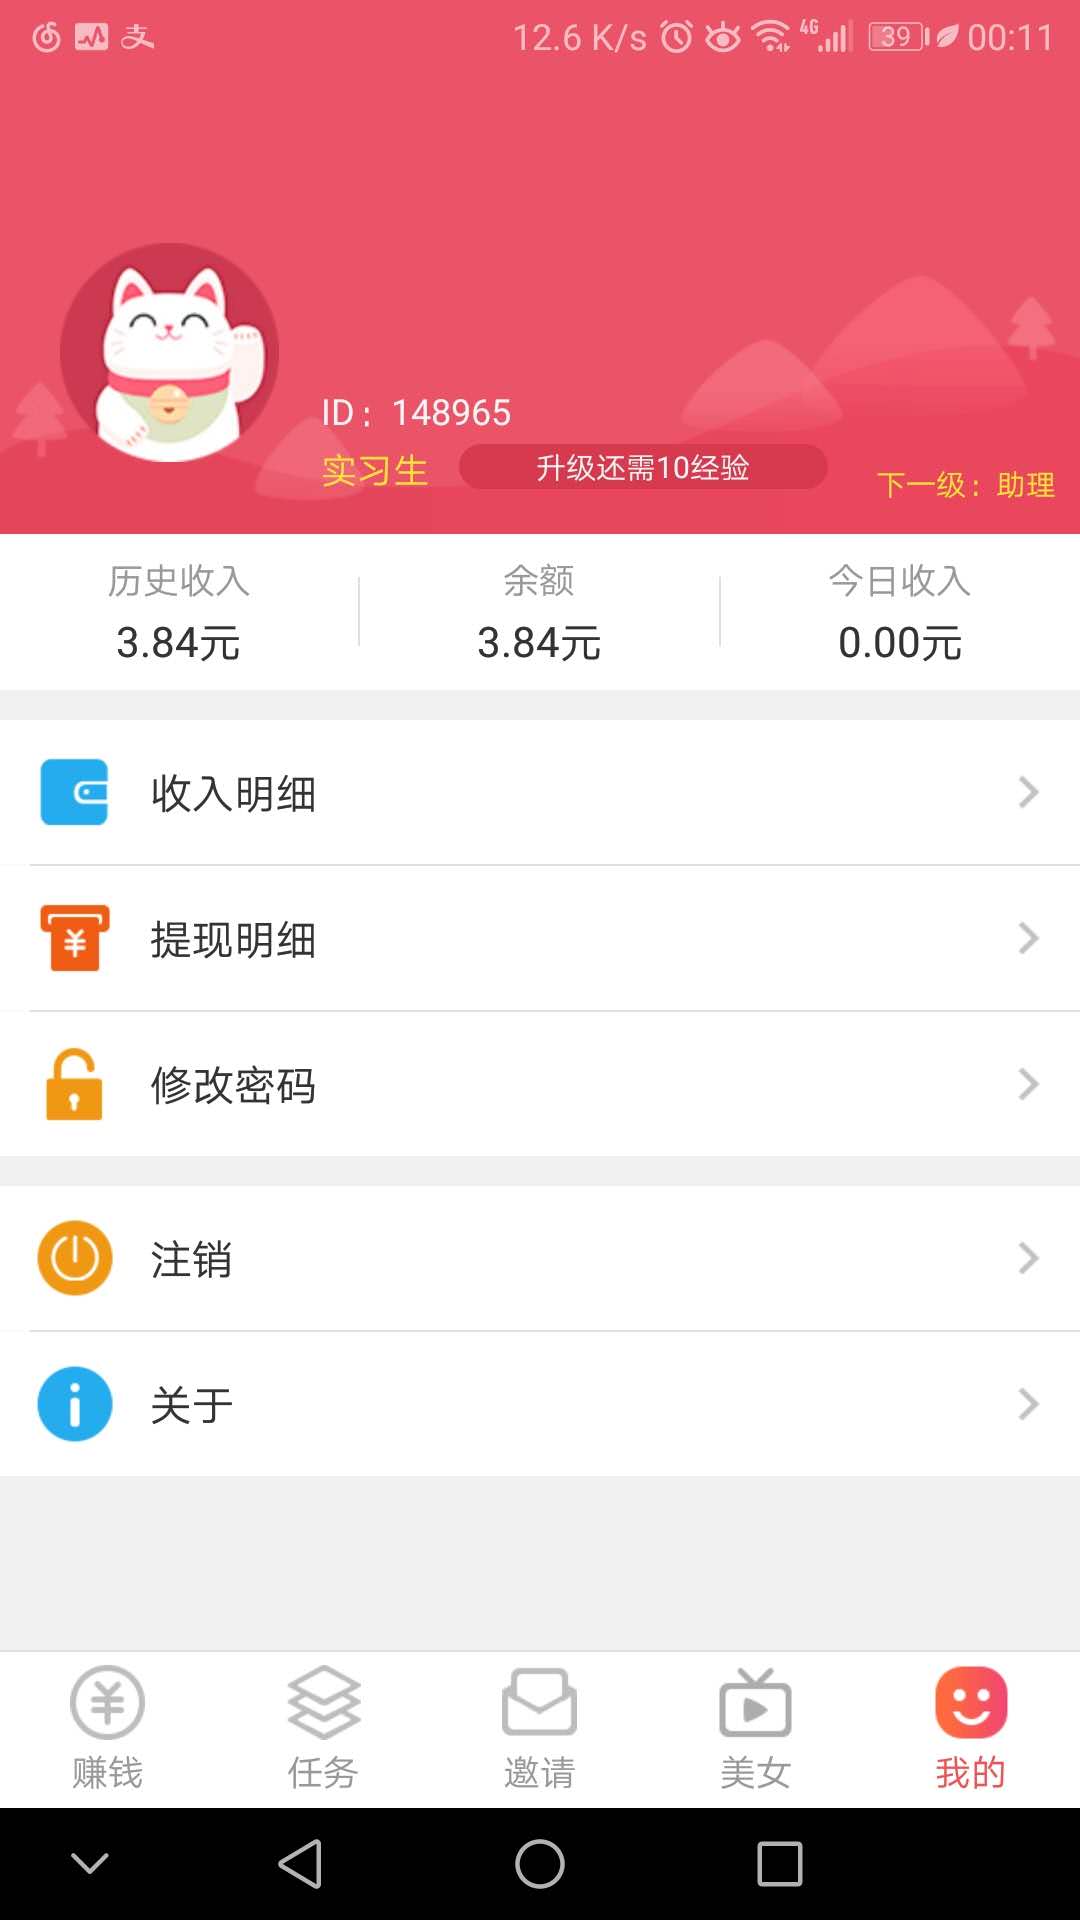 12.6 K/s 4G 39 00:11
ID：148965
实习生 升级还需10经验 下一级：助理
历史收入 余额 今日收入
3.84元 3.84元 0.00元
收入明细
提现明细
修改密码
注销
关于
赚钱 任务 邀请 美女 我的